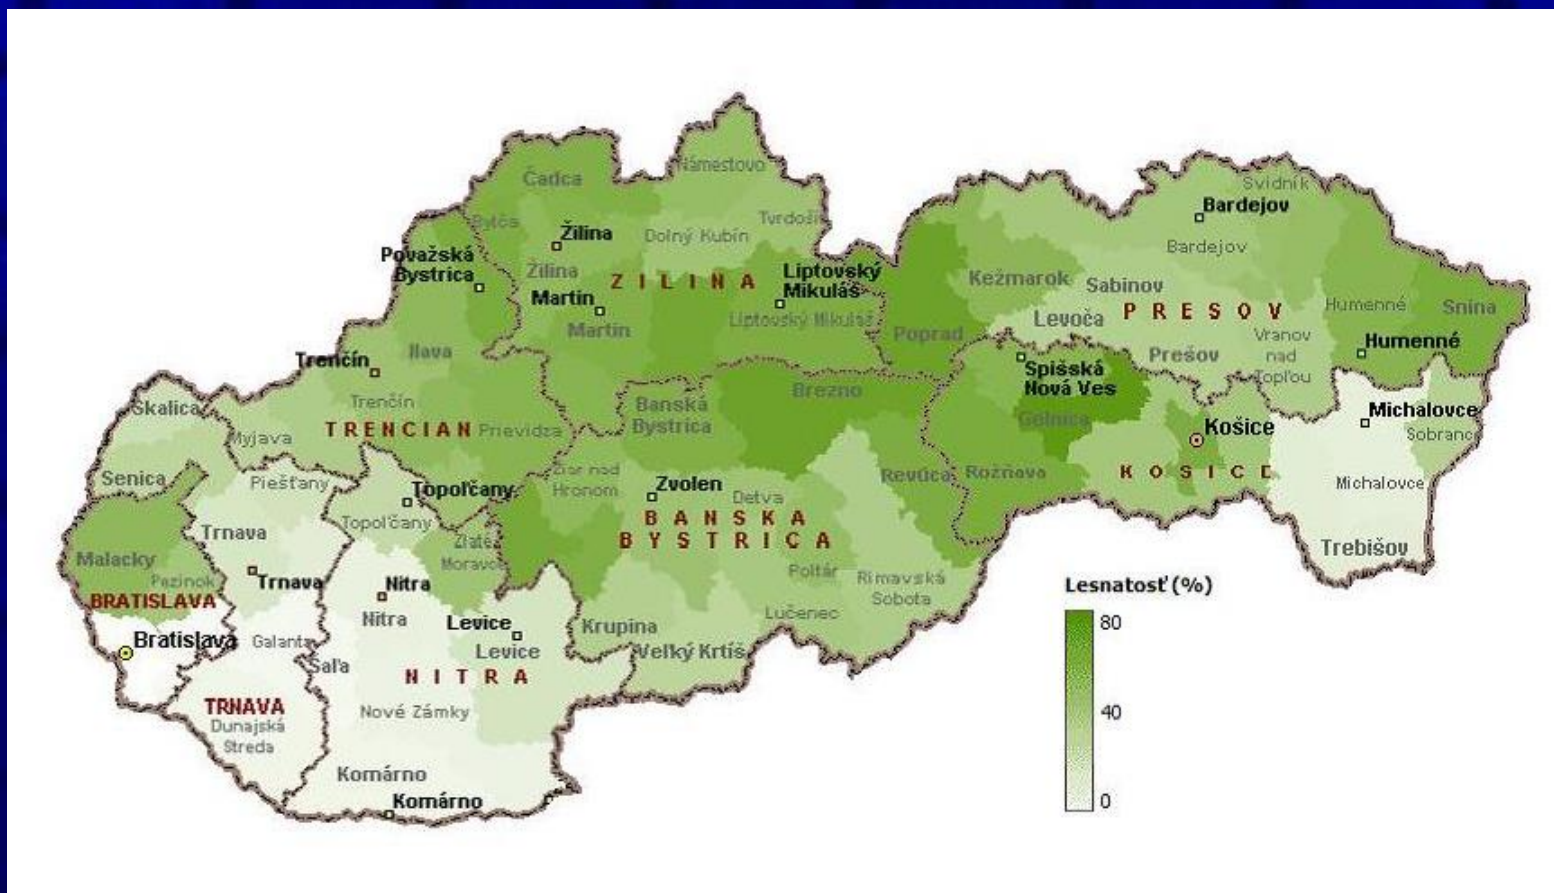 Námestovo
Čadca
Svidník
Bardejov
Bytča
Tvrdošín
Žilina
Dolný Kubín
Bardejov
Považská
Bystrica
Žilina
Z I L I N A
Liptovský
Mikuláš
Kežmarok
Sabinov
Martin
Martin
Liptovský Mikuláš
Levoča
P R E S O V
Humenné
Snina
Poprad
Vranov
nad
Topľou
Prešov
Humenné
Ilava
Trenčín
Spišská
Nová Ves
Trenčín
Banská
Bystrica
Brezno
Skalica
Michalovce
Gelnica
Košice
Sobrance
Myjava
T R E N C I A N
Prievidza
Senica
Piešťany
Žiar nad
Hronom
Zvolen
Detva
Revúca
Rožňava
K O S I C E
Michalovce
Topoľčany
Topoľčany
B A N S K A
B Y S T R I C A
Trnava
Zlaté
Moravce
Trebišov
Malacky
Pezinok
Trnava
Nitra
Poltár
Rimavská
Sobota
BRATISLAVA
Nitra
Levice
Krupina
Lučenec
Bratislava
Galanta
Levice
Veľký Krtíš
Šaľa
N I T R A
TRNAVA
Dunajská
Streda
Nové Zámky
Komárno
Komárno
Lesnatosť (%)
80
40
0